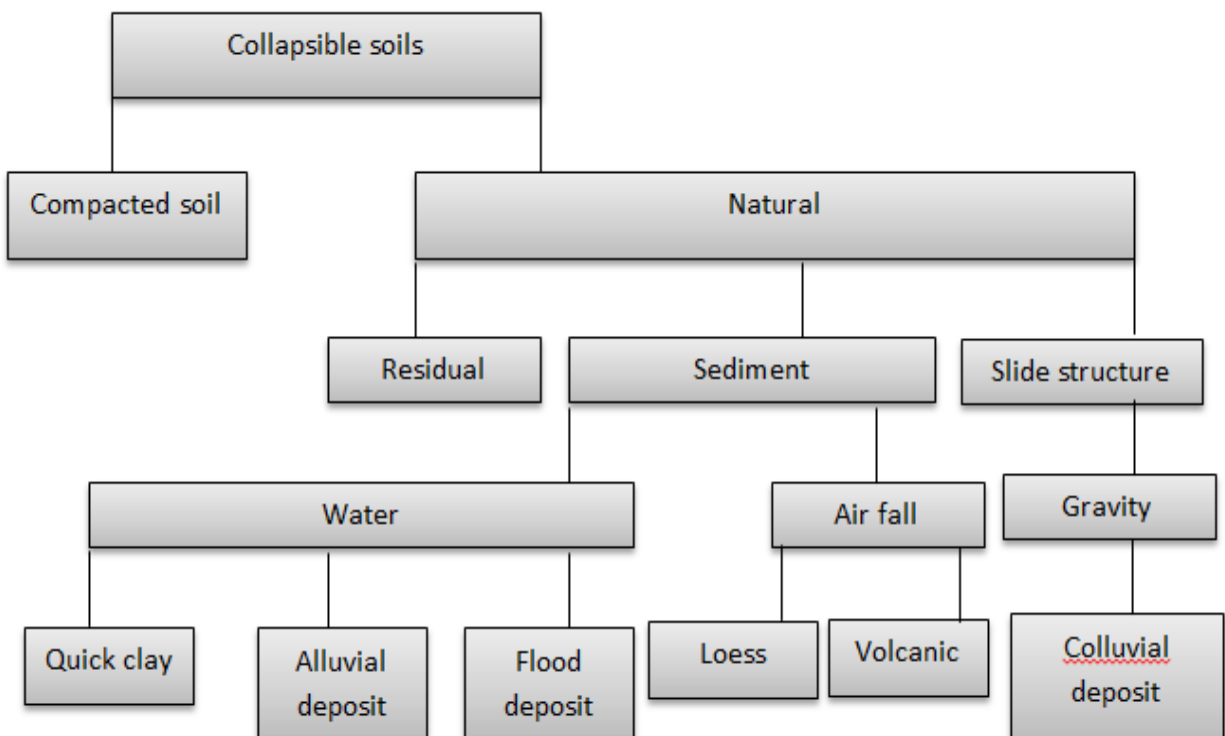 Collapsible soils
Compacted soil
Natural
Residual
Sediment
Slide structure
Water
Air fall
Gravity
Quick clay
Alluvial
deposit
Flood
deposit
Loess
Volcanic
Colluvial
deposit